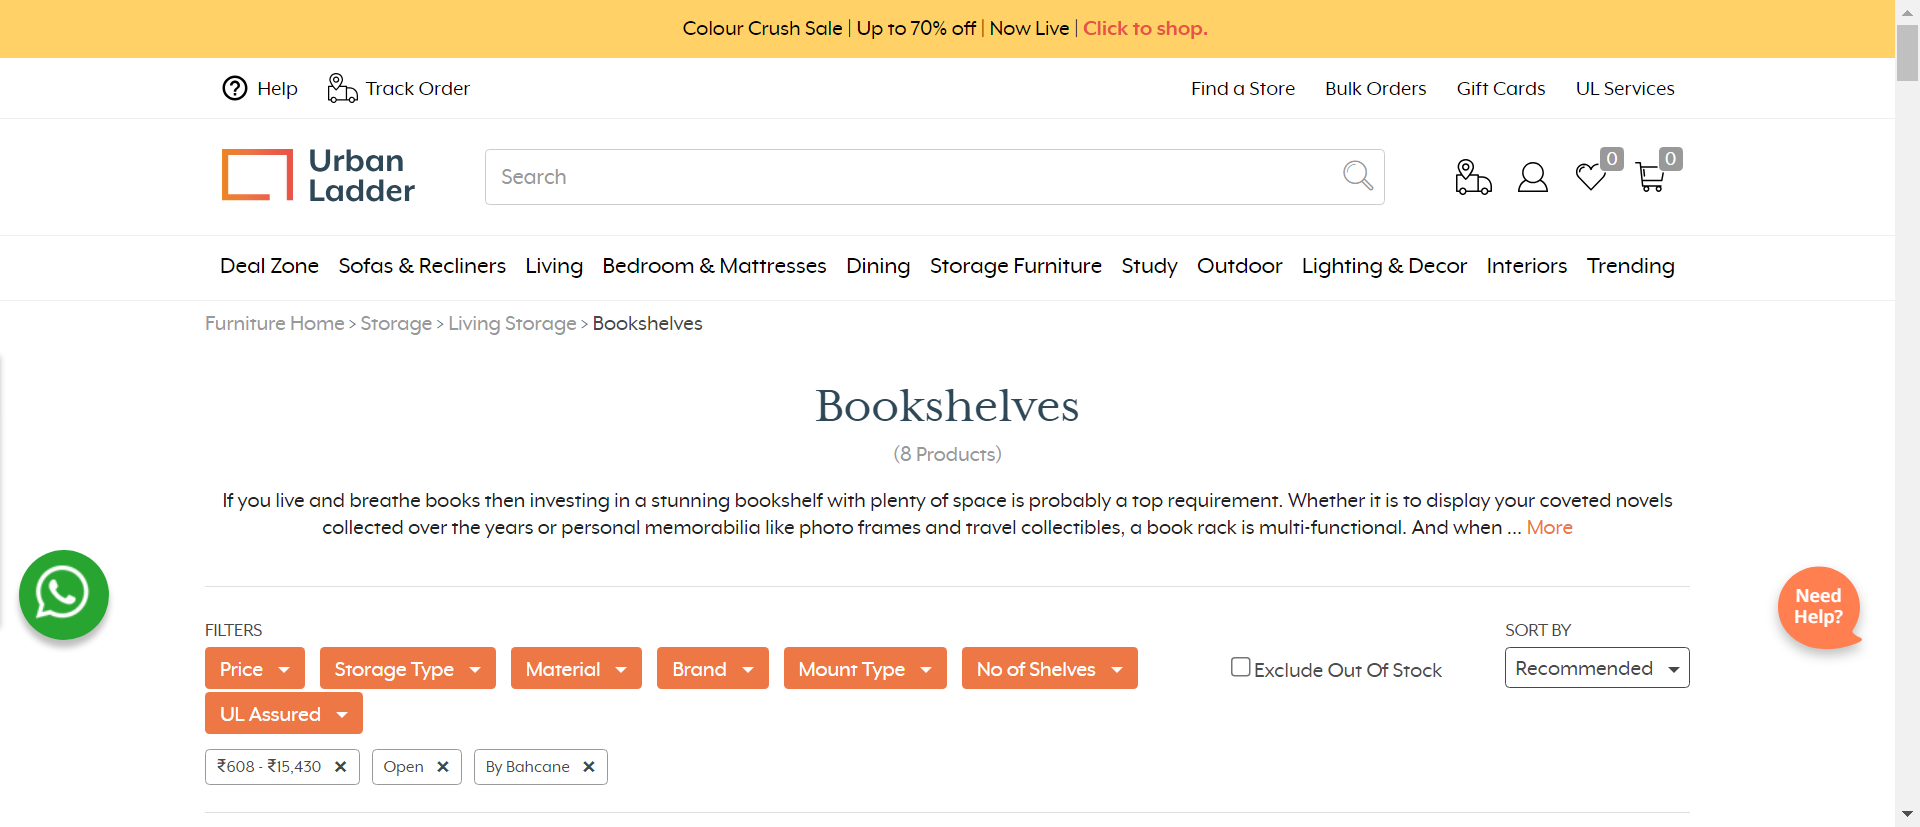 Colour Crush Sale | Up to 70% off | Now Live | Click to shop.
Help Track Order Find a Store Bulk Orders Gift Cards UL Services
Urban
Ladder
Search
0
0
Deal Zone Sofas & Recliners Living Bedroom & Mattresses Dining Storage Furniture Study Outdoor Lighting & Decor Interiors Trending
Furniture Home > Storage > Living Storage > Bookshelves
Bookshelves
(8 Products)
If you live and breathe books then investing in a stunning bookshelf with plenty of space is probably a top requirement. Whether it is to display your coveted novels
collected over the years or personal memorabilia like photo frames and travel collectibles, a book rack is multi-functional. And when ... More
Need
Help?
FILTERS
SORT BY
Price Storage Type Material Brand Mount Type No of Shelves Exclude Out Of Stock Recommended
UL Assured
₹608 - ₹15,430 Open By Bahcane